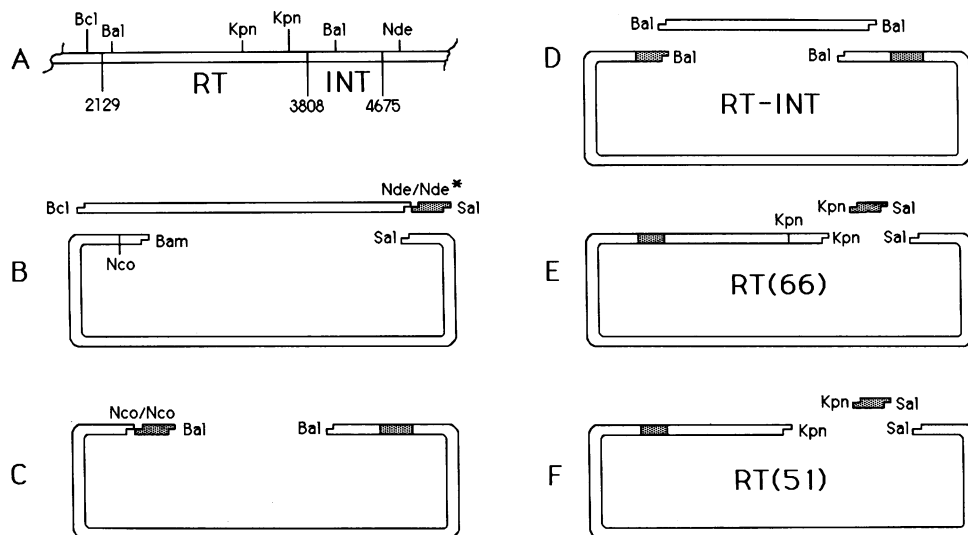 A
Bcl
Bal
Kpn
Kpn
Bal
Nde
RT
INT
2129
3808
4675
B
Bcl
Nde/Nde*
Sal
Bam
Sal
Nco
C
Nco/Nco
Bal
Bal
D
Bal
Bal
Bal
Bal
RT-INT
E
Kpn
Sal
Kpn
Kpn
Sal
RT(66)
F
Kpn
Sal
Kpn
Sal
RT(51)